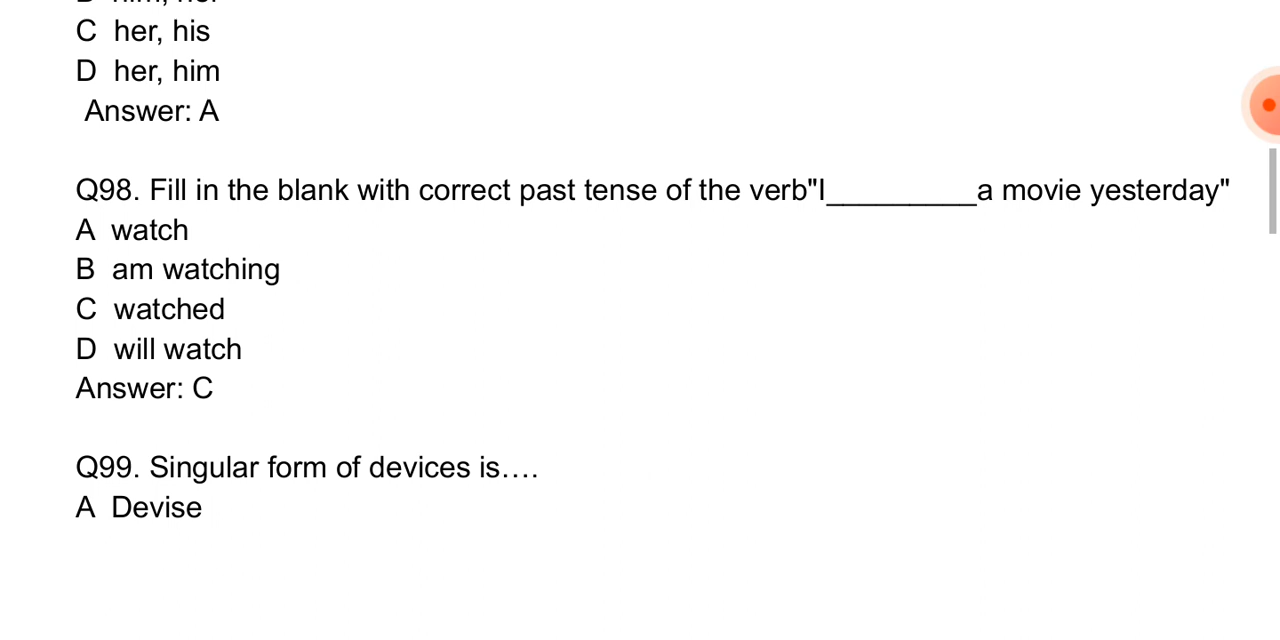 C her, his
D her, him
Answer: A
Q98. Fill in the blank with correct past tense of the verb"I_________a movie yesterday"
A watch
B am watching
C watched
D will watch
Answer: C
Q99. Singular form of devices is....
A Devise